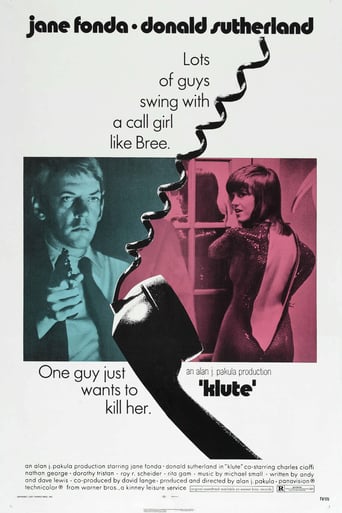 jane fonda · donald sutherland
Lots
of guys
swing with
a call girl
like Bree.
One guy just
wants to
kill her.
an alan j. pakula production
'klute'
an alan j. pakula production starring jane fonda · donald sutherland in "klute" co-starring charles cioffi
nathan george · dorothy tristan · roy r. scheider · rita gam · music by michael small · written by andy
and dave lewis · co-produced by david lange · produced and directed by alan j. pakula · panavision®
technicolor® from warner bros., a kinney leisure service
R